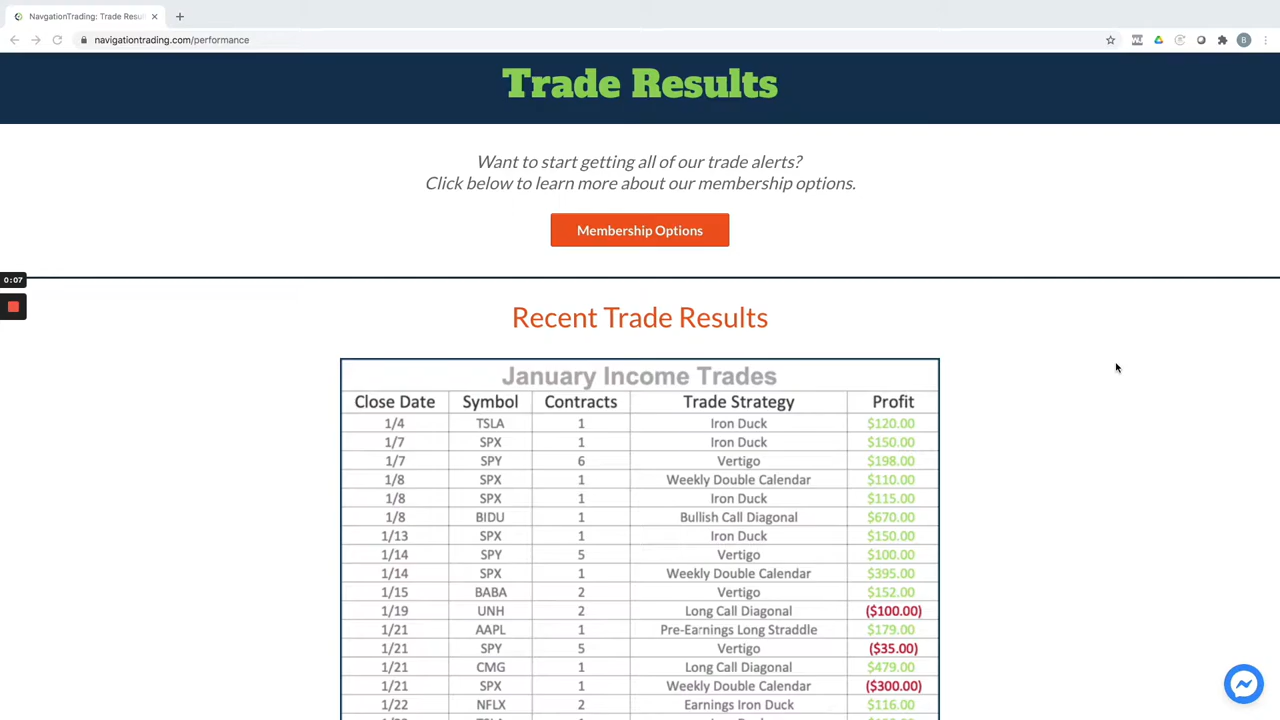 NavgationTrading: Trade Resul
navigationtrading.com/performance
B
Trade Results
Want to start getting all of our trade alerts?
Click below to learn more about our membership options.
Membership Options
0:07
Recent Trade Results
January Income Trades
Close Date Symbol Contracts Trade Strategy Profit
1/4 TSLA 1 Iron Duck $120.00
1/7 SPX 1 Iron Duck $150.00
1/7 SPY 6 Vertigo $198.00
1/8 SPX 1 Weekly Double Calendar $110.00
1/8 SPX 1 Iron Duck $115.00
1/8 BIDU 1 Bullish Call Diagonal $670.00
1/13 SPX 1 Iron Duck $150.00
1/14 SPY 5 Vertigo $100.00
1/14 SPX 1 Weekly Double Calendar $395.00
1/15 BABA 2 Vertigo $152.00
1/19 UNH 2 Long Call Diagonal ($100.00)
1/21 AAPL 1 Pre-Earnings Long Straddle $179.00
1/21 SPY 5 Vertigo ($35.00)
1/21 CMG 1 Long Call Diagonal $479.00
1/21 SPX 1 Weekly Double Calendar ($300.00)
1/22 NFLX 2 Earnings Iron Duck $116.00